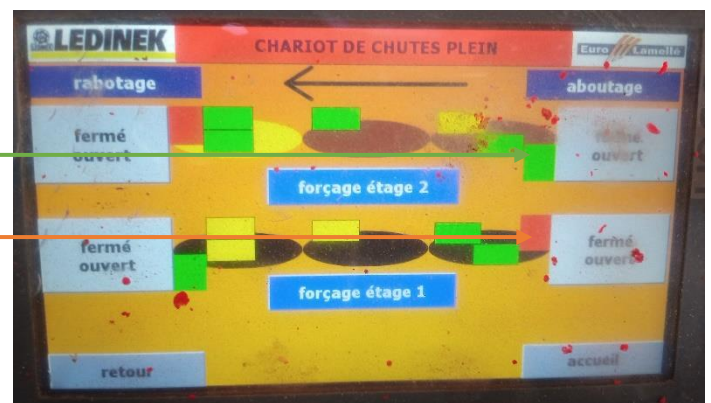 LEDINEK
CHARIOT DE CHUTES PLEIN
Euro Lamellé
rabotage
aboutage
fermé
ouvert
fermé
ouvert
forçage étage 2
fermé
ouvert
fermé
ouvert
forçage étage 1
retour
accueil